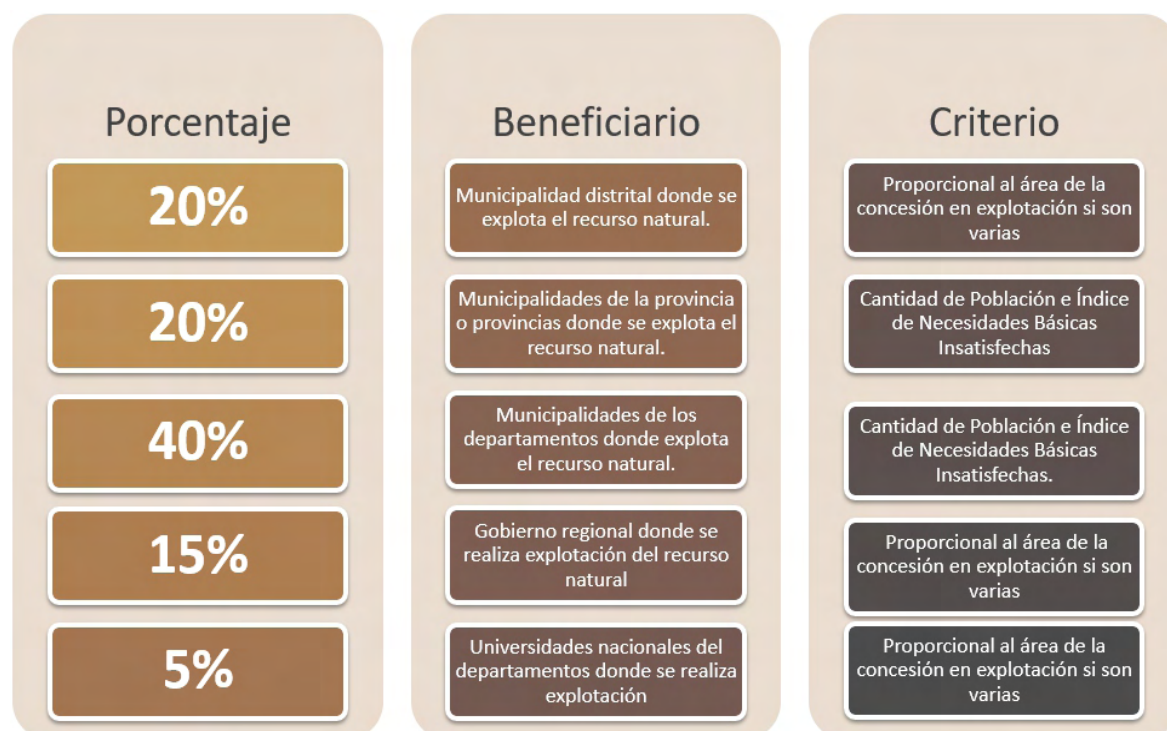 Porcentaje
Beneficiario
Criterio
20%
Municipalidad distrital donde se
explota el recurso natural.
Proporcional al área de la
concesión en explotación si son
varias
20%
Municipalidades de la provincia
o provincias donde se explota el
recurso natural.
Cantidad de Población e Índice
de Necesidades Básicas
Insatisfechas
40%
Municipalidades de los
departamentos donde explota
el recurso natural.
Cantidad de Población e Índice
de Necesidades Básicas
Insatisfechas.
15%
Gobierno regional donde se
realiza explotación del recurso
natural
Proporcional al área de la
concesión en explotación si son
varias
5%
Universidades nacionales del
departamentos donde se realiza
explotación
Proporcional al área de la
concesión en explotación si son
varias